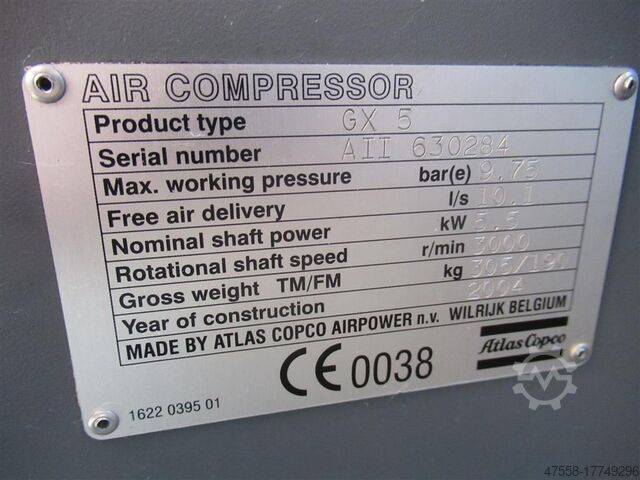 AIR COMPRESSOR
Product type GX 5
Serial number AII 630284
Max. working pressure bar(e) 9.75
Free air delivery l/s 10.1
Nominal shaft power kW 5.5
Rotational shaft speed r/min 3000
Gross weight TM/FM kg 305/190
Year of construction 2004
MADE BY ATLAS COPCO AIRPOWER n.v. WILRIJK BELGIUM
CE 0038
Atlas Copco
1622 0395 01
47558-17749296